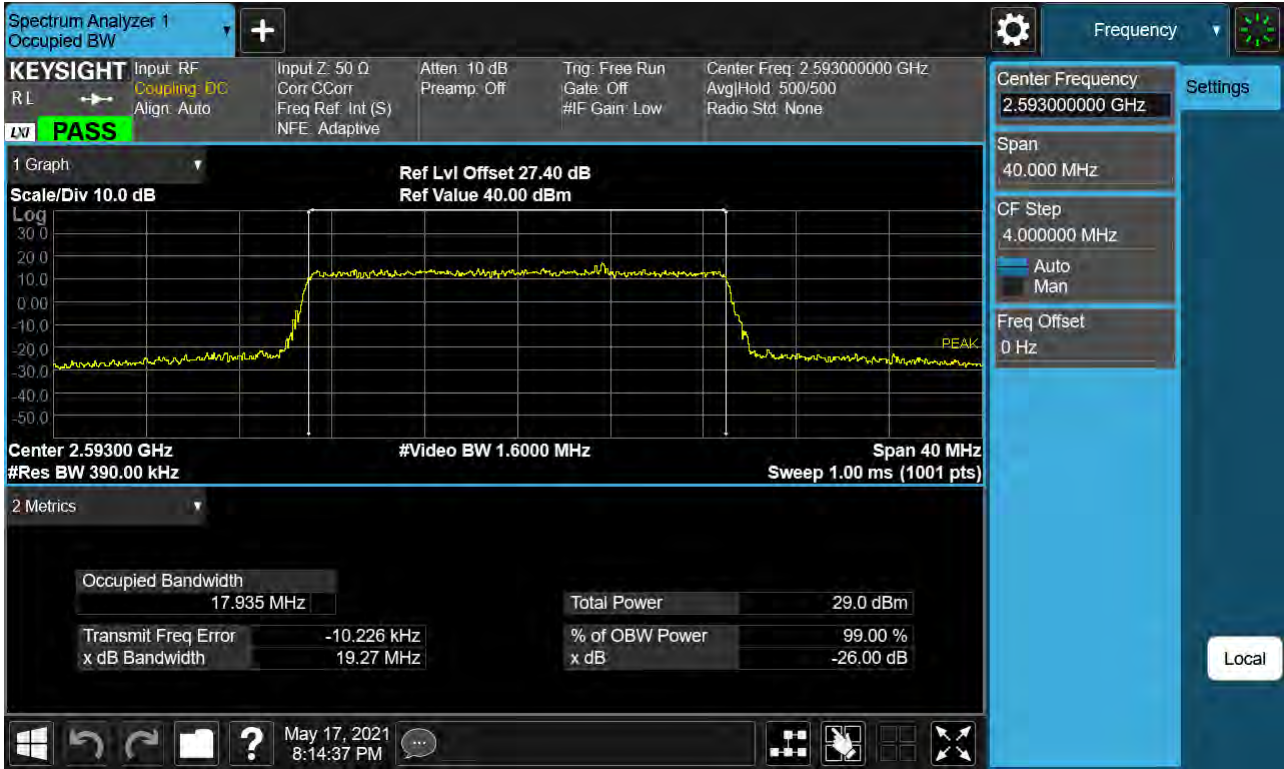 Spectrum Analyzer 1
Occupied BW
+
Frequency
KEYSIGHT
R L
LXI
PASS
Input: RF
Coupling: DC
Align: Auto
Input Z: 50 Ω
Corr CCorr
Freq Ref: Int (S)
NFE: Adaptive
Atten: 10 dB
Preamp: Off
Trig: Free Run
Gate: Off
#IF Gain: Low
Center Freq: 2.593000000 GHz
Avg|Hold: 500/500
Radio Std: None
Center Frequency
2.593000000 GHz
Settings
Span
40.000 MHz
CF Step
4.000000 MHz
Auto
Man
Freq Offset
0 Hz
Local
1 Graph
Scale/Div 10.0 dB
Ref Lvl Offset 27.40 dB
Ref Value 40.00 dBm
Log
30.0
20.0
10.0
0.00
-10.0
-20.0
-30.0
-40.0
-50.0
PEAK
Center 2.59300 GHz
#Video BW 1.6000 MHz
Span 40 MHz
#Res BW 390.00 kHz
Sweep 1.00 ms (1001 pts)
2 Metrics
Occupied Bandwidth
17.935 MHz
Total Power 29.0 dBm
Transmit Freq Error -10.226 kHz
% of OBW Power 99.00 %
x dB Bandwidth 19.27 MHz
x dB -26.00 dB
?
May 17, 2021
8:14:37 PM